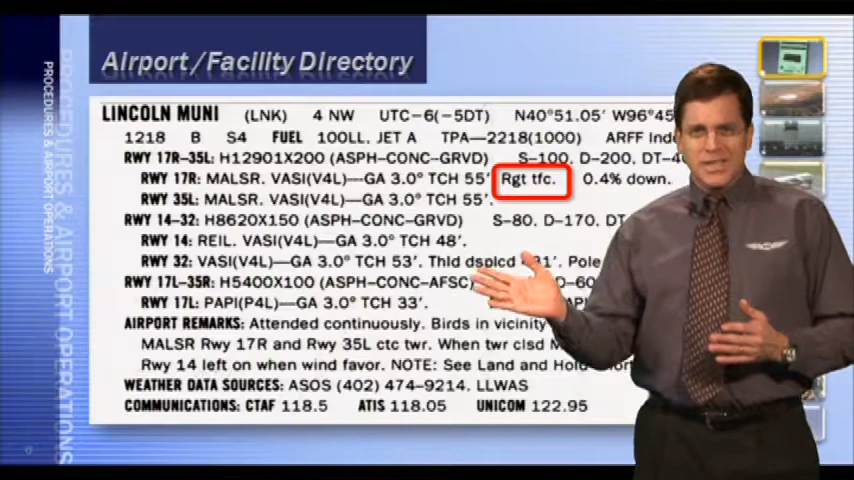 Airport/Facility Directory
PROCEDURES & AIRPORT OPERATIONS
PROCEDURES & AIRPORT OPERATIONS
LINCOLN MUNI (LNK) 4 NW UTC–6(–5DT) N40°51.05' W96°45
1218 B S4 FUEL 100LL, JET A TPA—2218(1000) ARFF
RWY 17R–35L: H12901X200 (ASPH–CONC–GRVD) S–100, D–200, DT–
RWY 17R: MALSR. VASI(V4L)—GA 3.0° TCH 55' Rgt tfc. 0.4% down.
RWY 35L: MALSR. VASI(V4L)—GA 3.0° TCH 55'.
RWY 14–32: H8620X150 (ASPH–CONC–GRVD) S–80, D–170, DT
RWY 14: REIL. VASI(V4L)—GA 3.0° TCH 48'.
RWY 32: VASI(V4L)—GA 3.0° TCH 53'. Thld dsplcd Pole
RWY 17L–35R: H5400X100 (ASPH–CONC–AFSC)
RWY 17L: PAPI(P4L)—GA 3.0° TCH 33'.
AIRPORT REMARKS: Attended continuously. Birds in vicinity
MALSR Rwy 17R and Rwy 35L ctc twr. When twr clsd
Rwy 14 left on when wind favor. NOTE: See Land and Hold
WEATHER DATA SOURCES: ASOS (402) 474–9214. LLWAS
COMMUNICATIONS: CTAF 118.5 ATIS 118.05 UNICOM 122.95